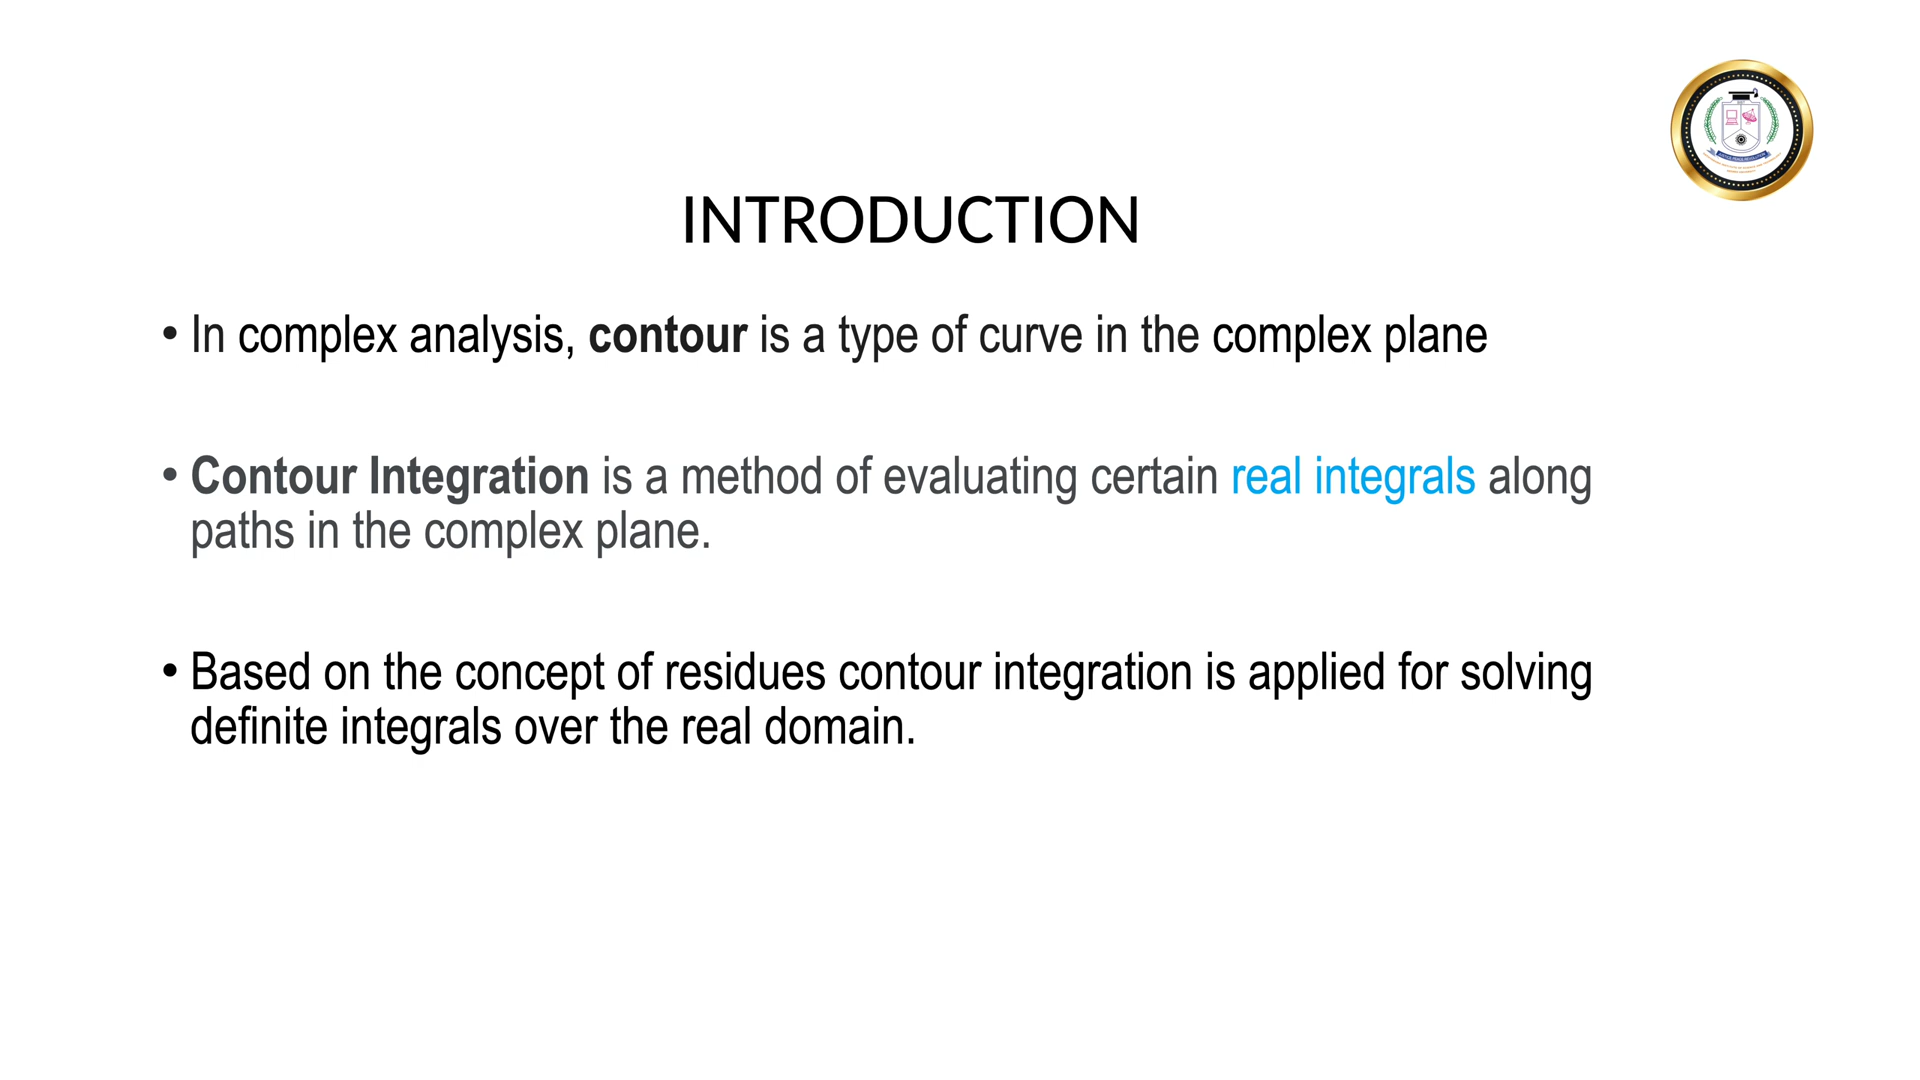 INTRODUCTION
• In complex analysis, contour is a type of curve in the complex plane
• Contour Integration is a method of evaluating certain real integrals along
paths in the complex plane.
• Based on the concept of residues contour integration is applied for solving
definite integrals over the real domain.